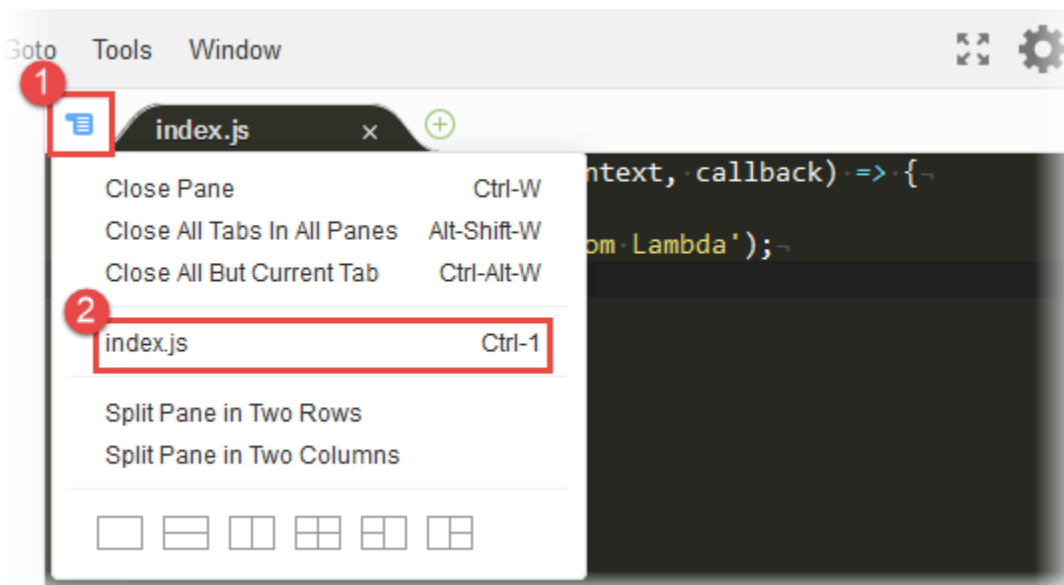 Goto Tools Window
1
index.js ×
Close Pane Ctrl-W
ntext, callback) => {
Close All Tabs In All Panes Alt-Shift-W
om Lambda');
Close All But Current Tab Ctrl-Alt-W
2
index.js Ctrl-1
Split Pane in Two Rows
Split Pane in Two Columns